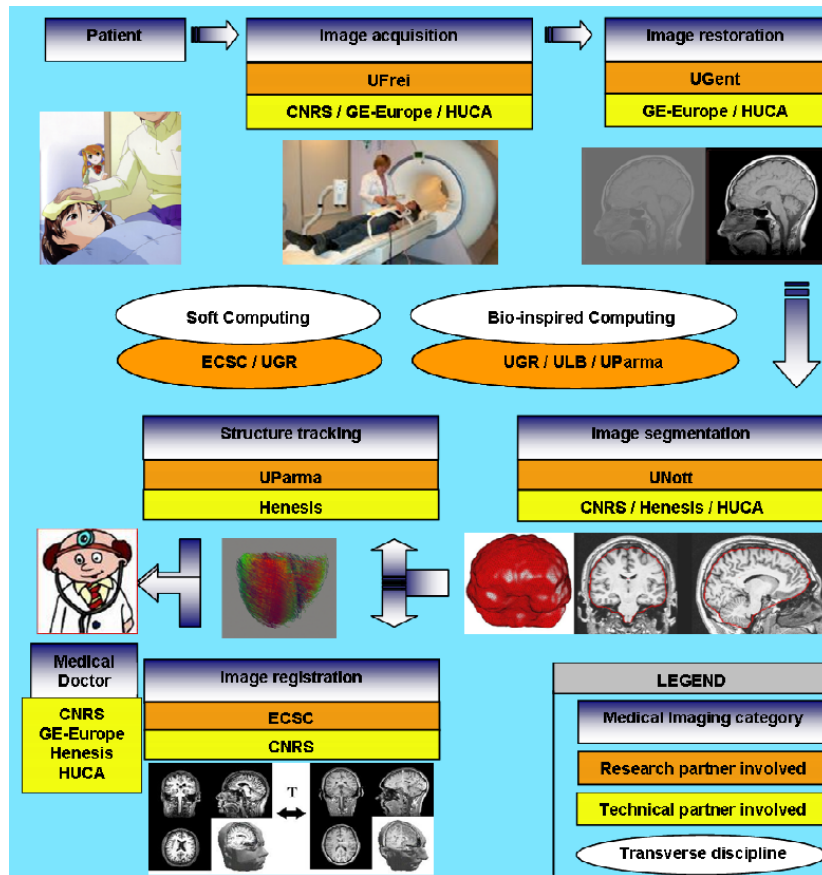 Patient
Image acquisition
Image restoration
UFrei
UGent
CNRS / GE-Europe / HUCA
GE-Europe / HUCA
Soft Computing
Bio-inspired Computing
ECSC / UGR
UGR / ULB / UParma
Structure tracking
Image segmentation
UParma
UNott
Henesis
CNRS / Henesis / HUCA
Medical
Doctor
CNRS
GE-Europe
Henesis
HUCA
Image registration
ECSC
CNRS
T
LEGEND
Medical Imaging category
Research partner involved
Technical partner involved
Transverse discipline